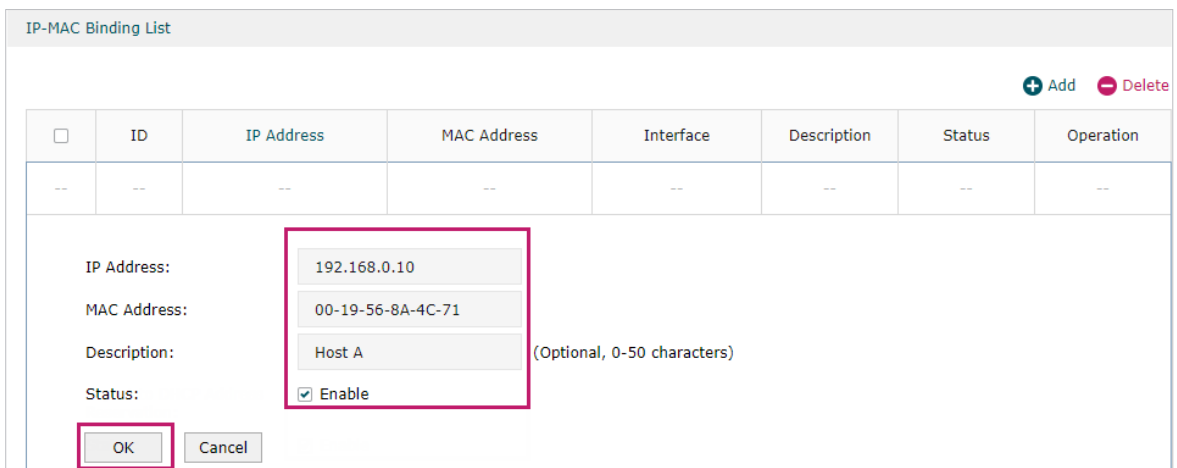 IP-MAC Binding List
Add Delete
ID IP Address MAC Address Interface Description Status Operation
-- -- -- -- -- -- -- --
IP Address: 192.168.0.10
MAC Address: 00-19-56-8A-4C-71
Description: Host A (Optional, 0-50 characters)
Status: Enable
OK Cancel